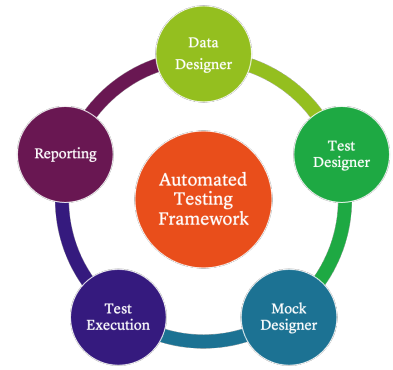 Data
Designer
Test
Designer
Mock
Designer
Test
Execution
Reporting
Automated
Testing
Framework